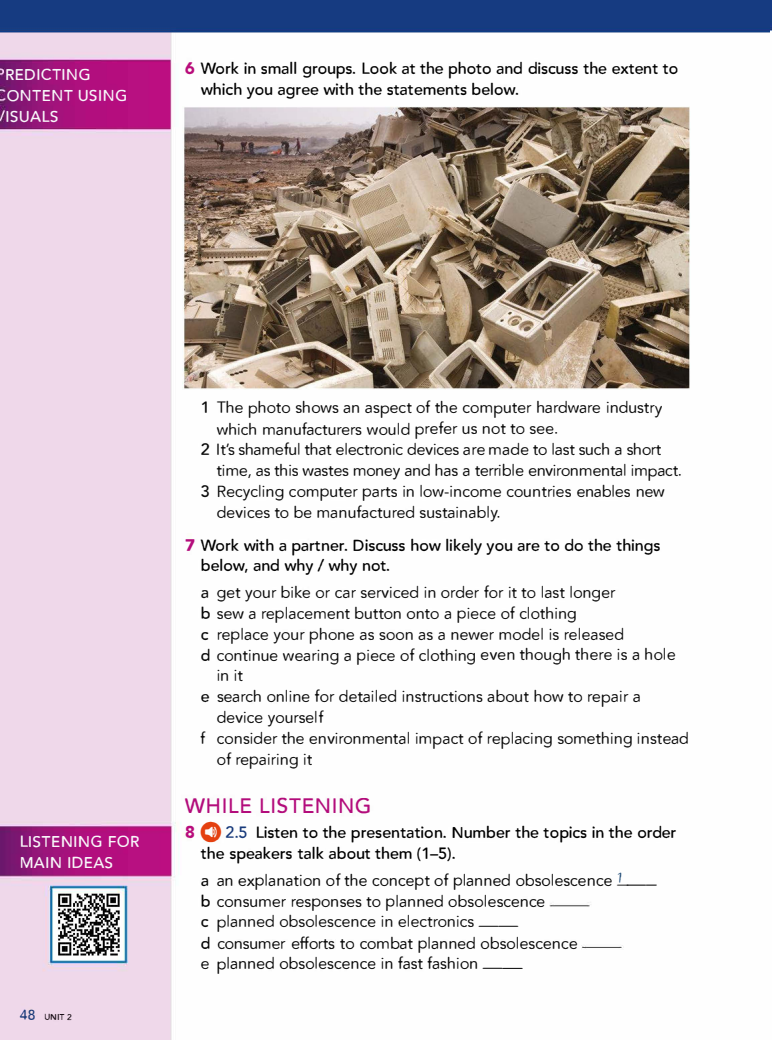 PREDICTING
CONTENT USING
VISUALS
6 Work in small groups. Look at the photo and discuss the extent to
which you agree with the statements below.
1 The photo shows an aspect of the computer hardware industry
which manufacturers would prefer us not to see.
2 It's shameful that electronic devices are made to last such a short
time, as this wastes money and has a terrible environmental impact.
3 Recycling computer parts in low-income countries enables new
devices to be manufactured sustainably.
7 Work with a partner. Discuss how likely you are to do the things
below, and why / why not.
a get your bike or car serviced in order for it to last longer
b sew a replacement button onto a piece of clothing
c replace your phone as soon as a newer model is released
d continue wearing a piece of clothing even though there is a hole
in it
e search online for detailed instructions about how to repair a
device yourself
f consider the environmental impact of replacing something instead
of repairing it
WHILE LISTENING
LISTENING FOR
MAIN IDEAS
8 2.5 Listen to the presentation. Number the topics in the order
the speakers talk about them (1–5).
a an explanation of the concept of planned obsolescence 1
b consumer responses to planned obsolescence
c planned obsolescence in electronics
d consumer efforts to combat planned obsolescence
e planned obsolescence in fast fashion
48 UNIT 2